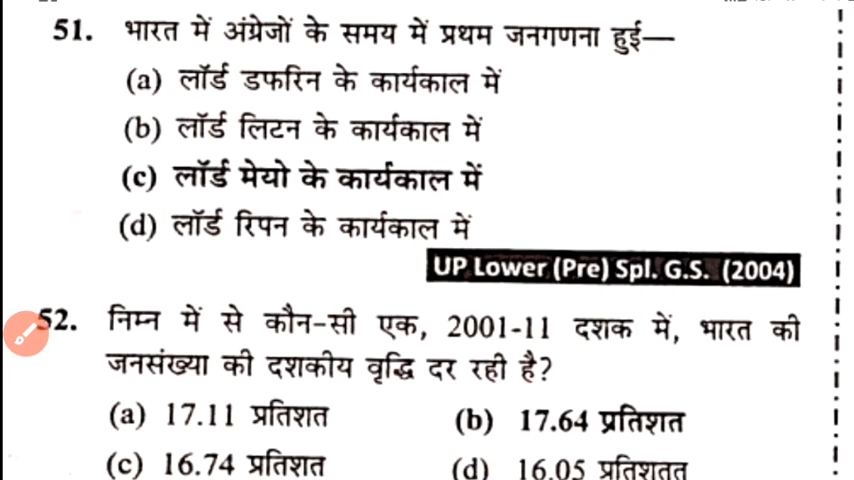 51. भारत में अंग्रेजों के समय में प्रथम जनगणना हुई—
(a) लॉर्ड डफरिन के कार्यकाल में
(b) लॉर्ड लिटन के कार्यकाल में
(c) लॉर्ड मेयो के कार्यकाल में
(d) लॉर्ड रिपन के कार्यकाल में
UP Lower (Pre) Spl. G.S. (2004)
52. निम्न में से कौन-सी एक, 2001-11 दशक में, भारत की
जनसंख्या की दशकीय वृद्धि दर रही है?
(a) 17.11 प्रतिशत (b) 17.64 प्रतिशत
(c) 16.74 प्रतिशत (d) 16.05 प्रतिशतत